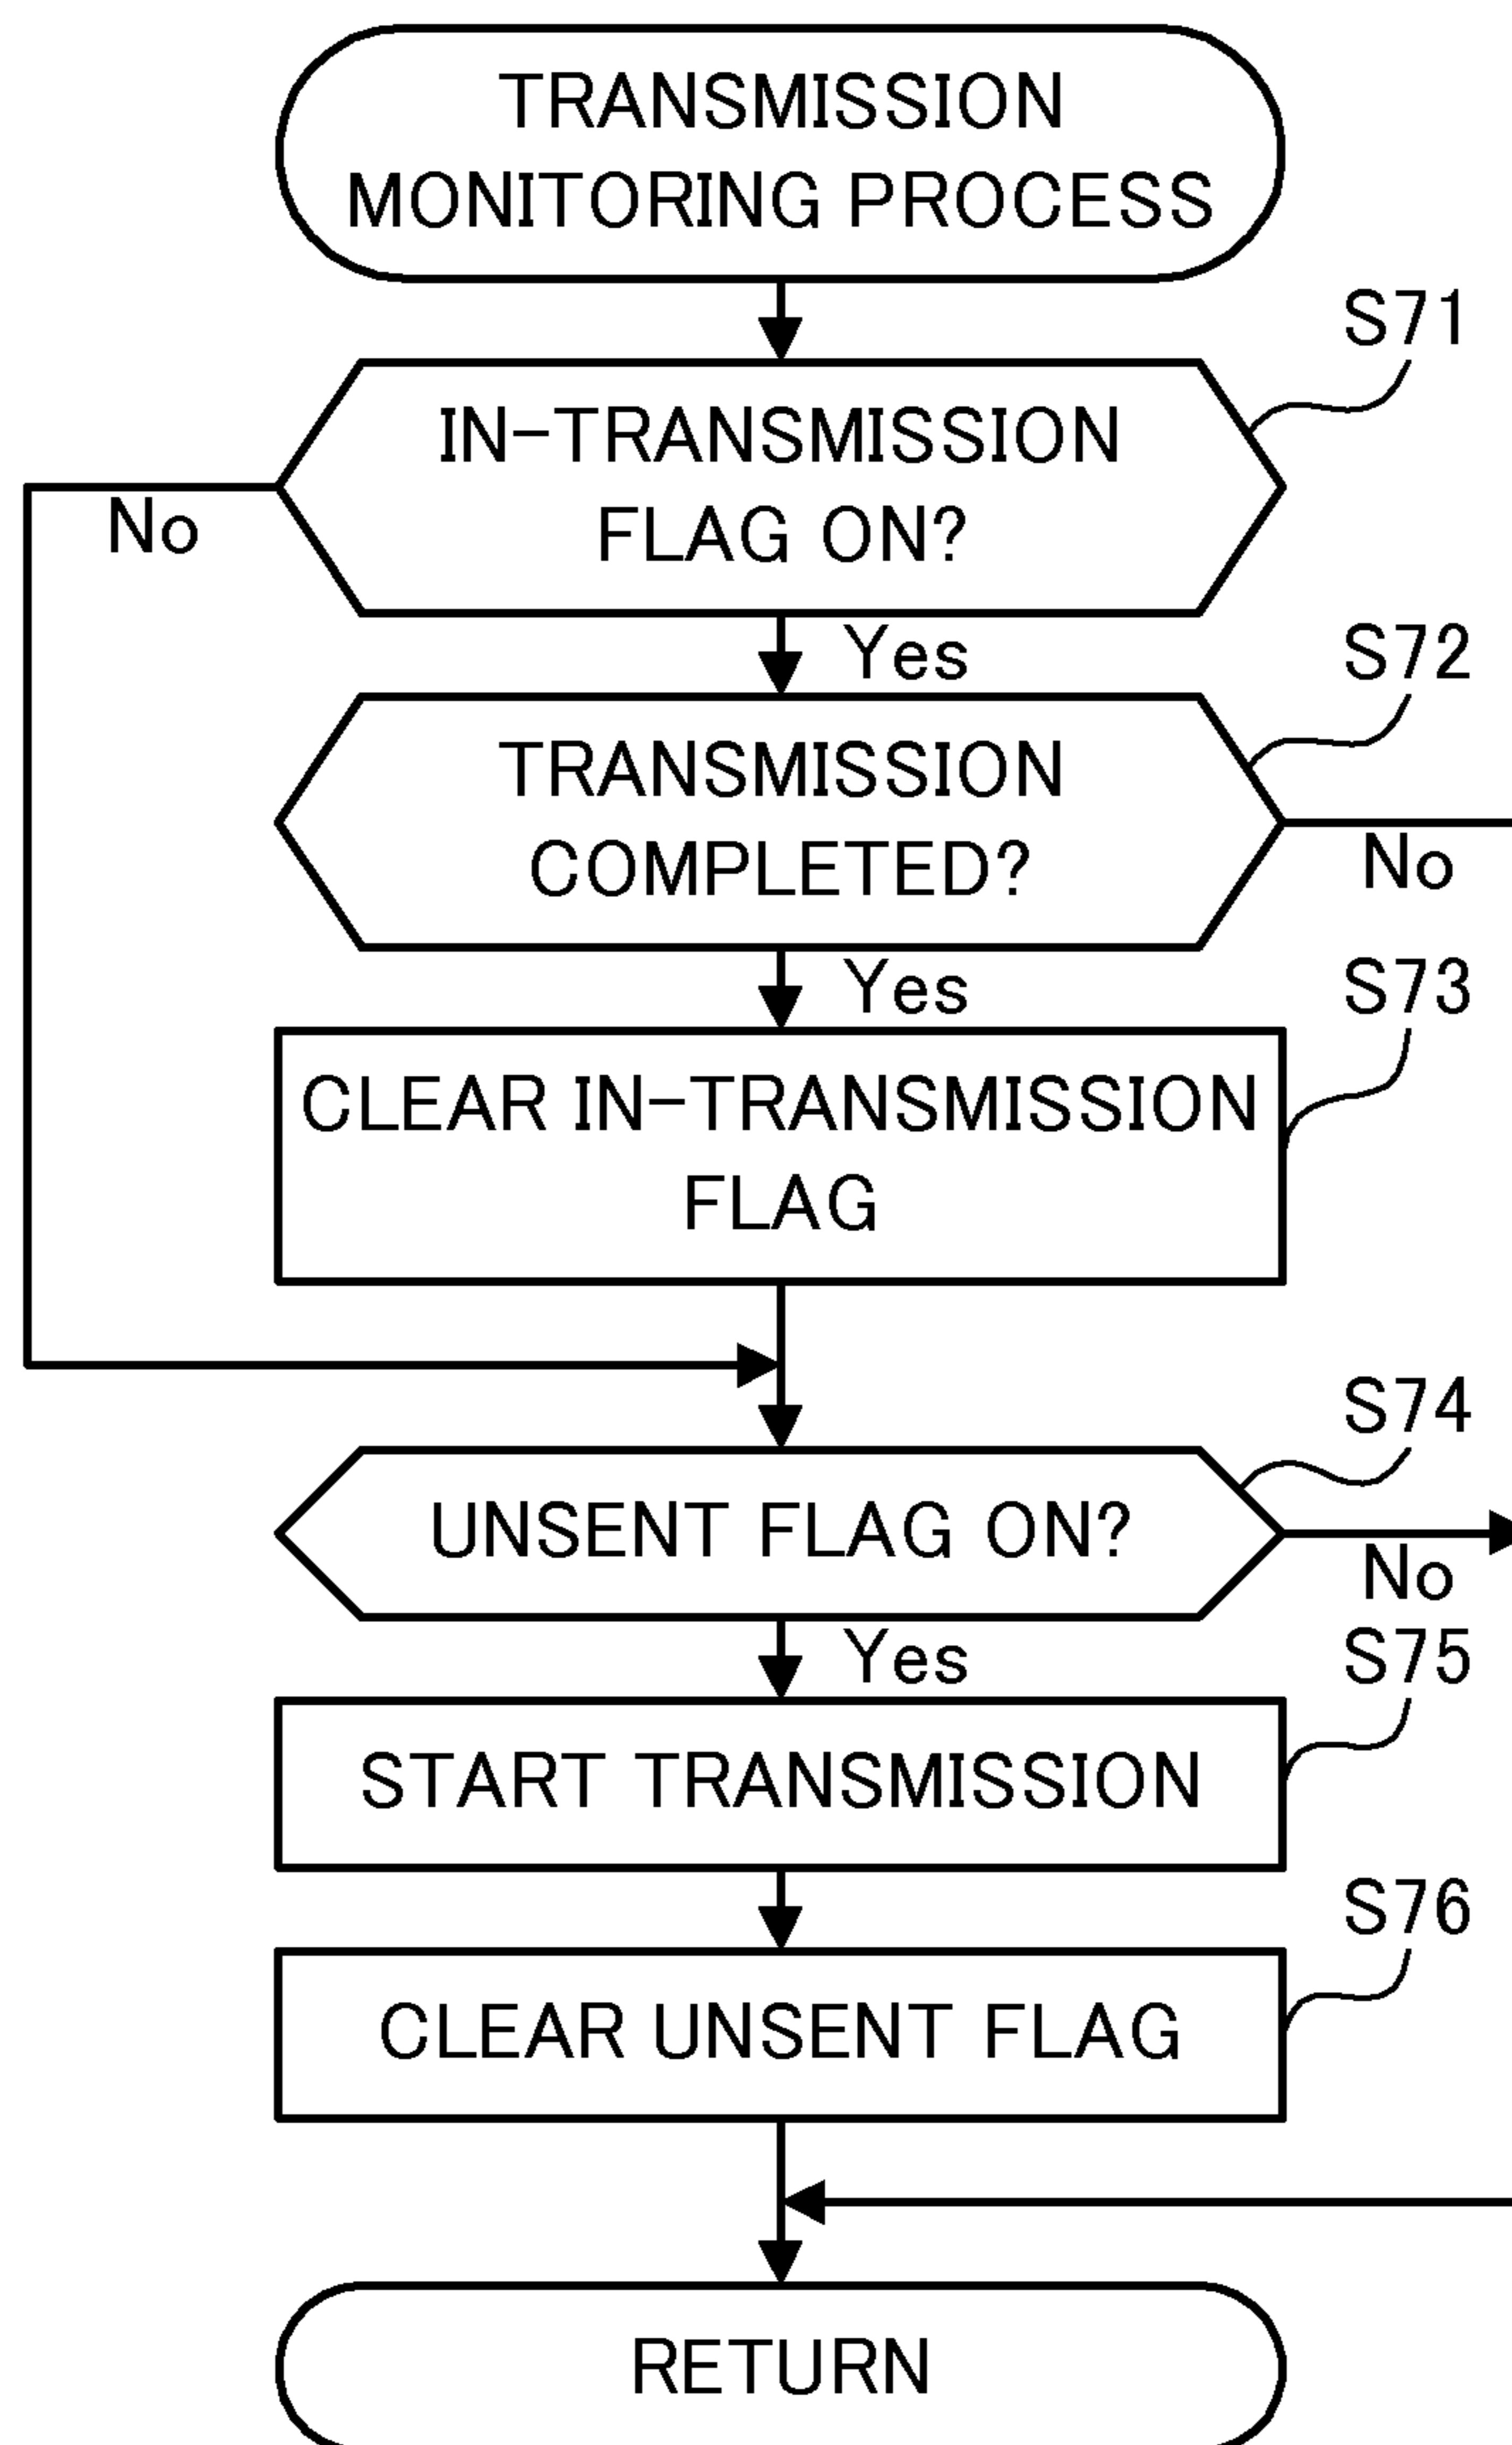 TRANSMISSION
MONITORING PROCESS
S71
IN-TRANSMISSION
FLAG ON?
No
Yes
S72
TRANSMISSION
COMPLETED?
No
Yes
S73
CLEAR IN-TRANSMISSION
FLAG
S74
UNSENT FLAG ON?
No
Yes
S75
START TRANSMISSION
S76
CLEAR UNSENT FLAG
RETURN